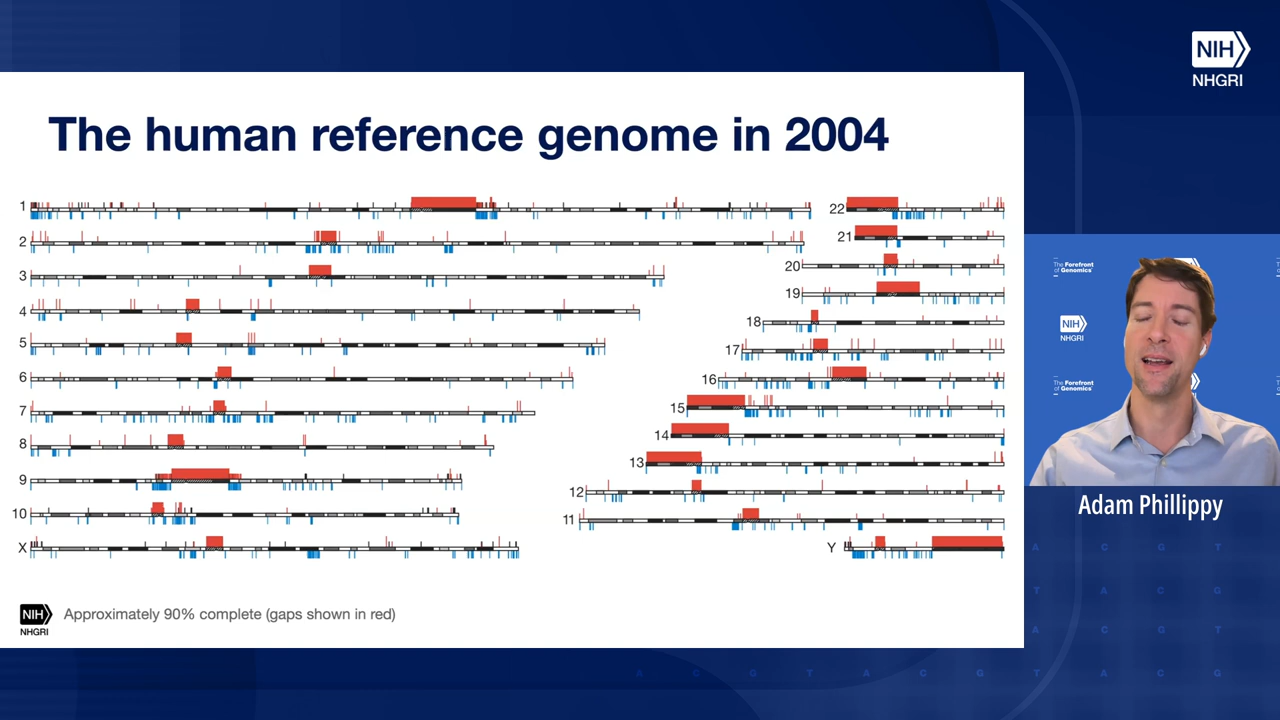 NIH
NHGRI
The human reference genome in 2004
1
2
3
4
5
6
7
8
9
10
X
22
21
20
19
18
17
16
15
14
13
12
11
Y
NIH
NHGRI
Approximately 90% complete (gaps shown in red)
The Forefront
of Genomics
NIH
NHGRI
The Forefront
of Genomics
Adam Phillippy
A C G T
A C G T
A C G T
A C G T A C G T A C G